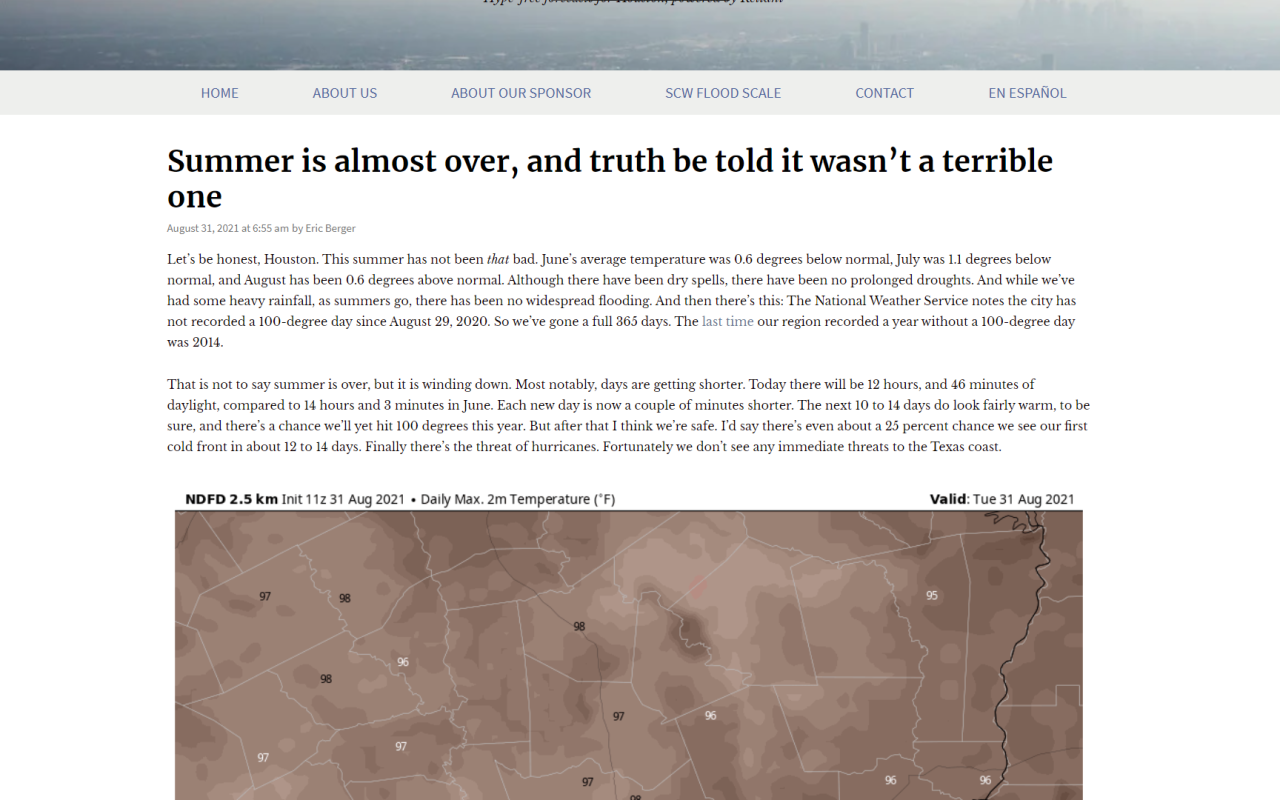 Hype-free forecasts for Houston, powered by Reliant
HOME ABOUT US ABOUT OUR SPONSOR SCW FLOOD SCALE CONTACT EN ESPAÑOL
Summer is almost over, and truth be told it wasn’t a terrible
one
August 31, 2021 at 6:55 am by Eric Berger
Let’s be honest, Houston. This summer has not been that bad. June’s average temperature was 0.6 degrees below normal, July was 1.1 degrees below
normal, and August has been 0.6 degrees above normal. Although there have been dry spells, there have been no prolonged droughts. And while we’ve
had some heavy rainfall, as summers go, there has been no widespread flooding. And then there’s this: The National Weather Service notes the city has
not recorded a 100-degree day since August 29, 2020. So we’ve gone a full 365 days. The last time our region recorded a year without a 100-degree day
was 2014.
That is not to say summer is over, but it is winding down. Most notably, days are getting shorter. Today there will be 12 hours, and 46 minutes of
daylight, compared to 14 hours and 3 minutes in June. Each new day is now a couple of minutes shorter. The next 10 to 14 days do look fairly warm, to be
sure, and there’s a chance we’ll yet hit 100 degrees this year. But after that I think we’re safe. I’d say there’s even about a 25 percent chance we see our first
cold front in about 12 to 14 days. Finally there’s the threat of hurricanes. Fortunately we don’t see any immediate threats to the Texas coast.
NDFD 2.5 km Init 11z 31 Aug 2021 • Daily Max. 2m Temperature (°F) Valid: Tue 31 Aug 2021
97 98 95
98
96
98
97 96
97 97
97 96 96
98